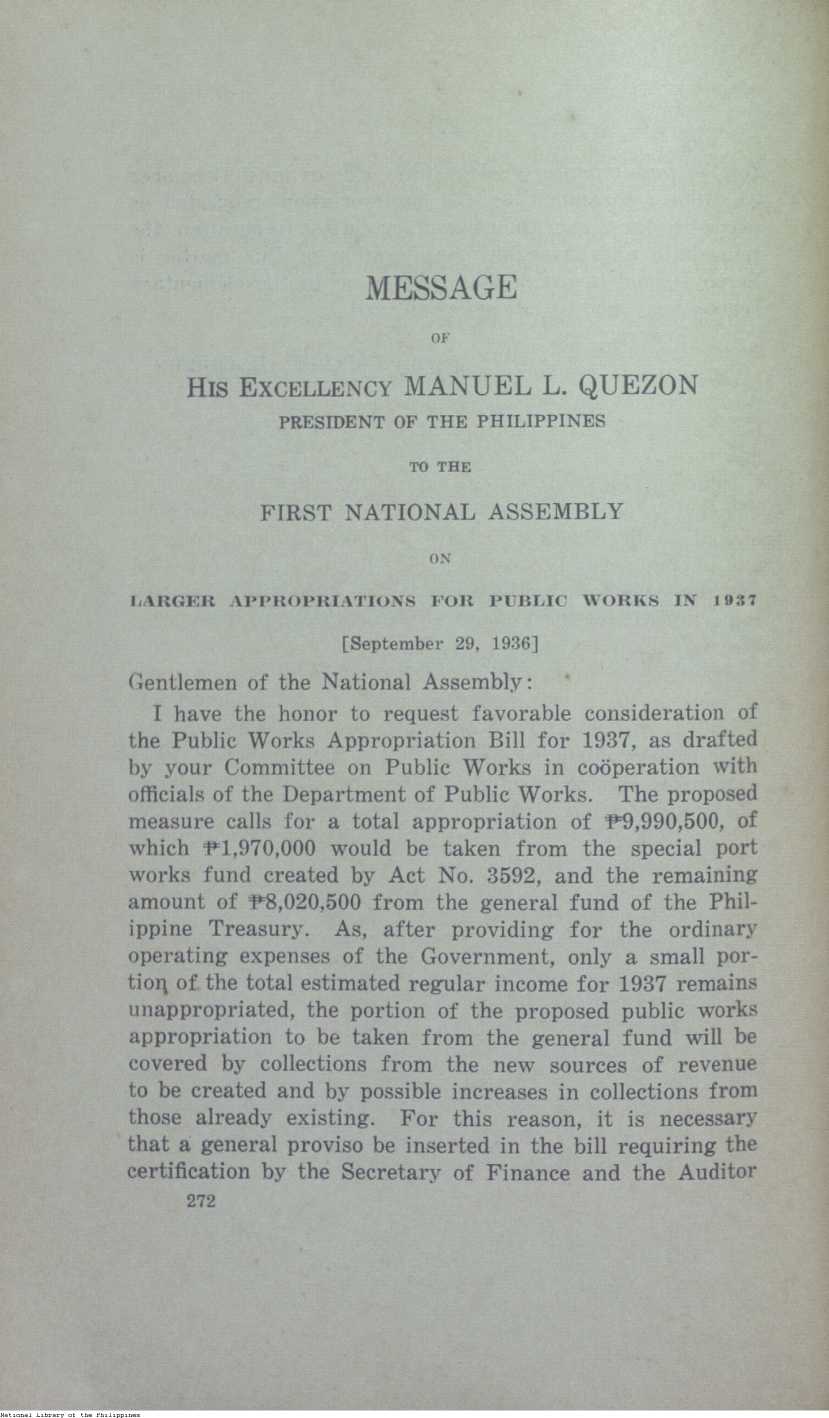 MESSAGE
OF
HIS EXCELLENCY MANUEL L. QUEZON
PRESIDENT OF THE PHILIPPINES
TO THE
FIRST NATIONAL ASSEMBLY
ON
LARGER APPROPRIATIONS FOR PUBLIC WORKS IN 1937
[September 29, 1936]
Gentlemen of the National Assembly:
I have the honor to request favorable consideration of
the Public Works Appropriation Bill for 1937, as drafted
by your Committee on Public Works in coöperation with
officials of the Department of Public Works. The proposed
measure calls for a total appropriation of ₱9,990,500, of
which ₱1,970,000 would be taken from the special port
works fund created by Act No. 3592, and the remaining
amount of ₱8,020,500 from the general fund of the Phil-
ippine Treasury. As, after providing for the ordinary
operating expenses of the Government, only a small por-
tion of the total estimated regular income for 1937 remains
unappropriated, the portion of the proposed public works
appropriation to be taken from the general fund will be
covered by collections from the new sources of revenue
to be created and by possible increases in collections from
those already existing. For this reason, it is necessary
that a general proviso be inserted in the bill requiring the
certification by the Secretary of Finance and the Auditor
272
National Library of the Philippines